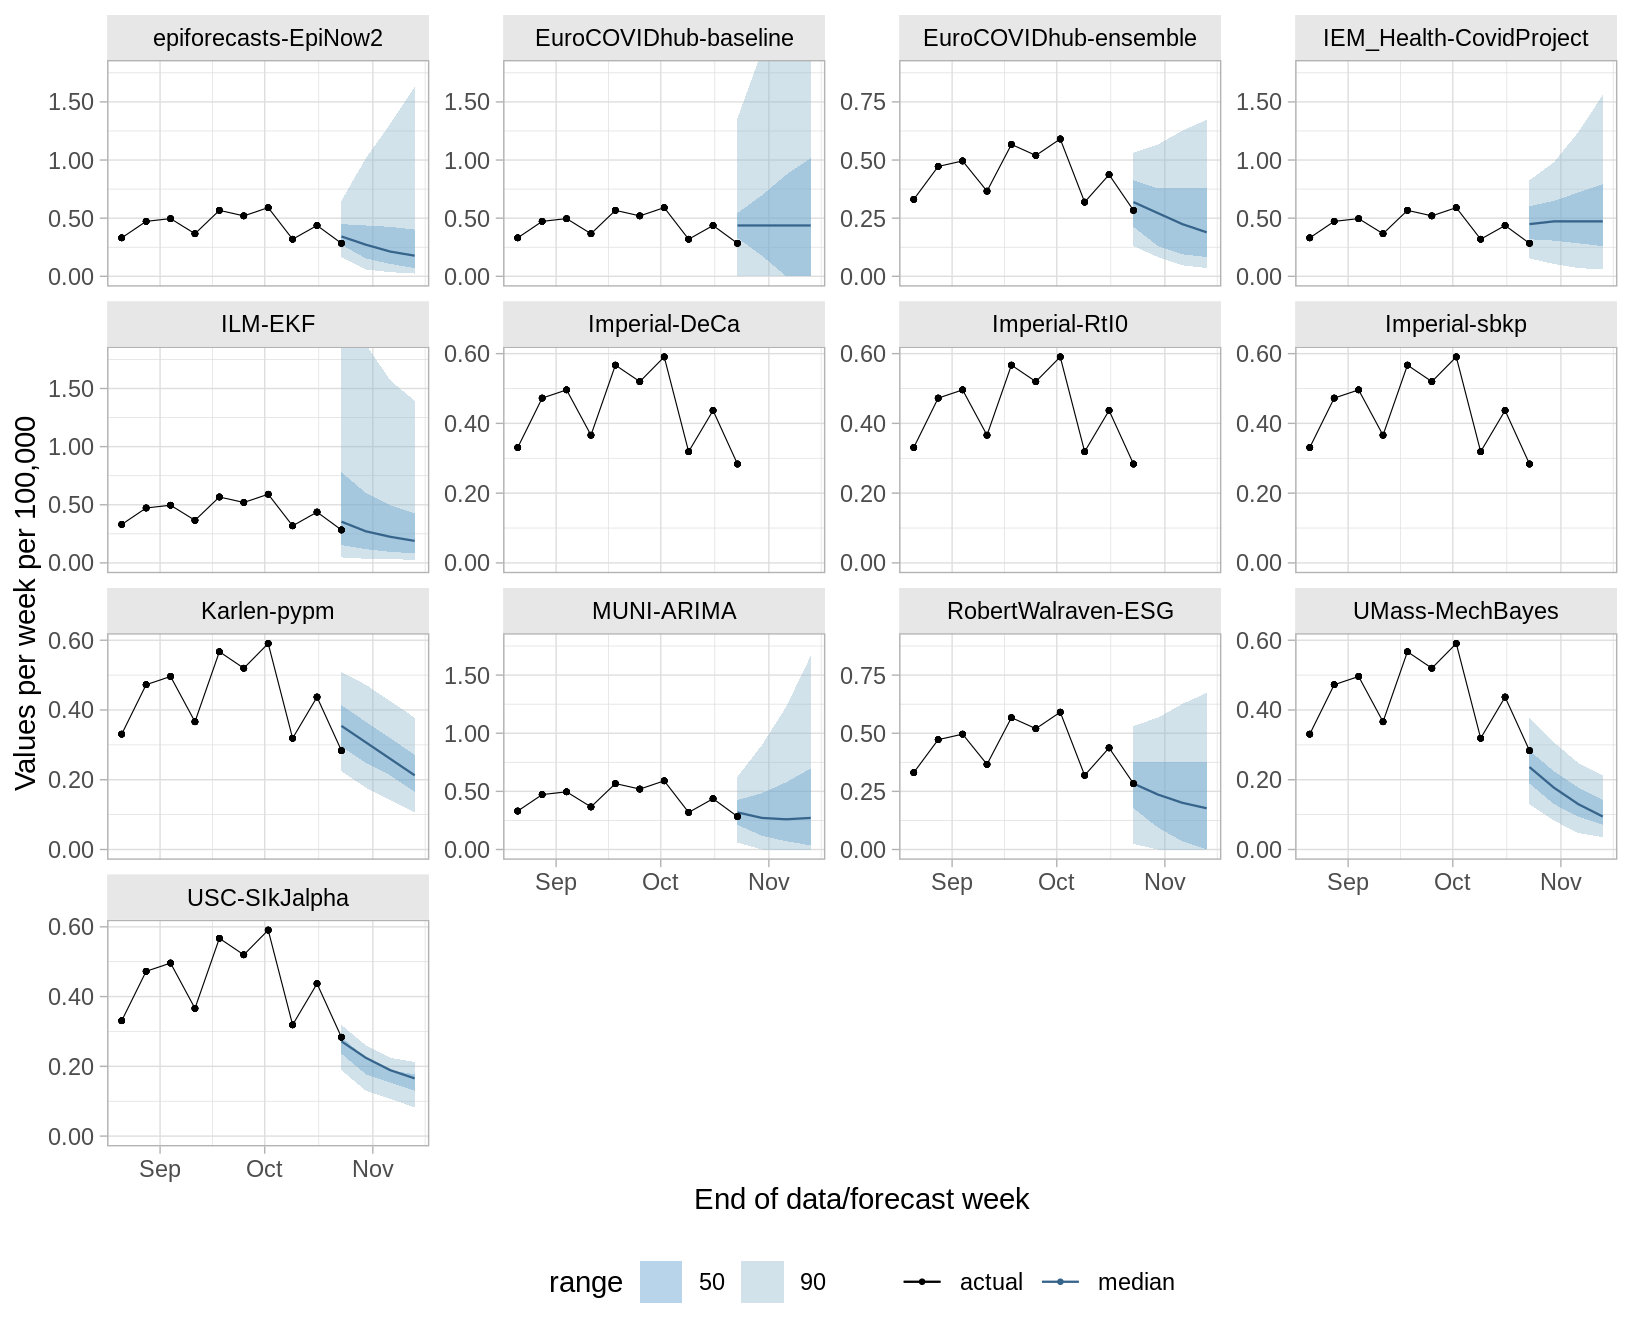 epiforecasts-EpiNow2 EuroCOVIDhub-baseline EuroCOVIDhub-ensemble IEM_Health-CovidProject
1.50 1.50 0.75 1.50
1.00 1.00 0.50 1.00
0.50 0.50 0.25 0.50
0.00 0.00 0.00 0.00
ILM-EKF Imperial-DeCa Imperial-RtI0 Imperial-sbkp
0.60 0.60 0.60
1.50
0.40 0.40 0.40
1.00
0.50 0.20 0.20 0.20
0.00 0.00 0.00 0.00
Values per week per 100,000
Karlen-pypm MUNI-ARIMA RobertWalraven-ESG UMass-MechBayes
0.60 0.60
1.50 0.75
0.40 1.00 0.50 0.40
0.20 0.50 0.25 0.20
0.00 0.00 0.00 0.00
Sep Oct Nov Sep Oct Nov Sep Oct Nov
USC-SIkJalpha
0.60
0.40
0.20
0.00
Sep Oct Nov
End of data/forecast week
range 50 90 actual median